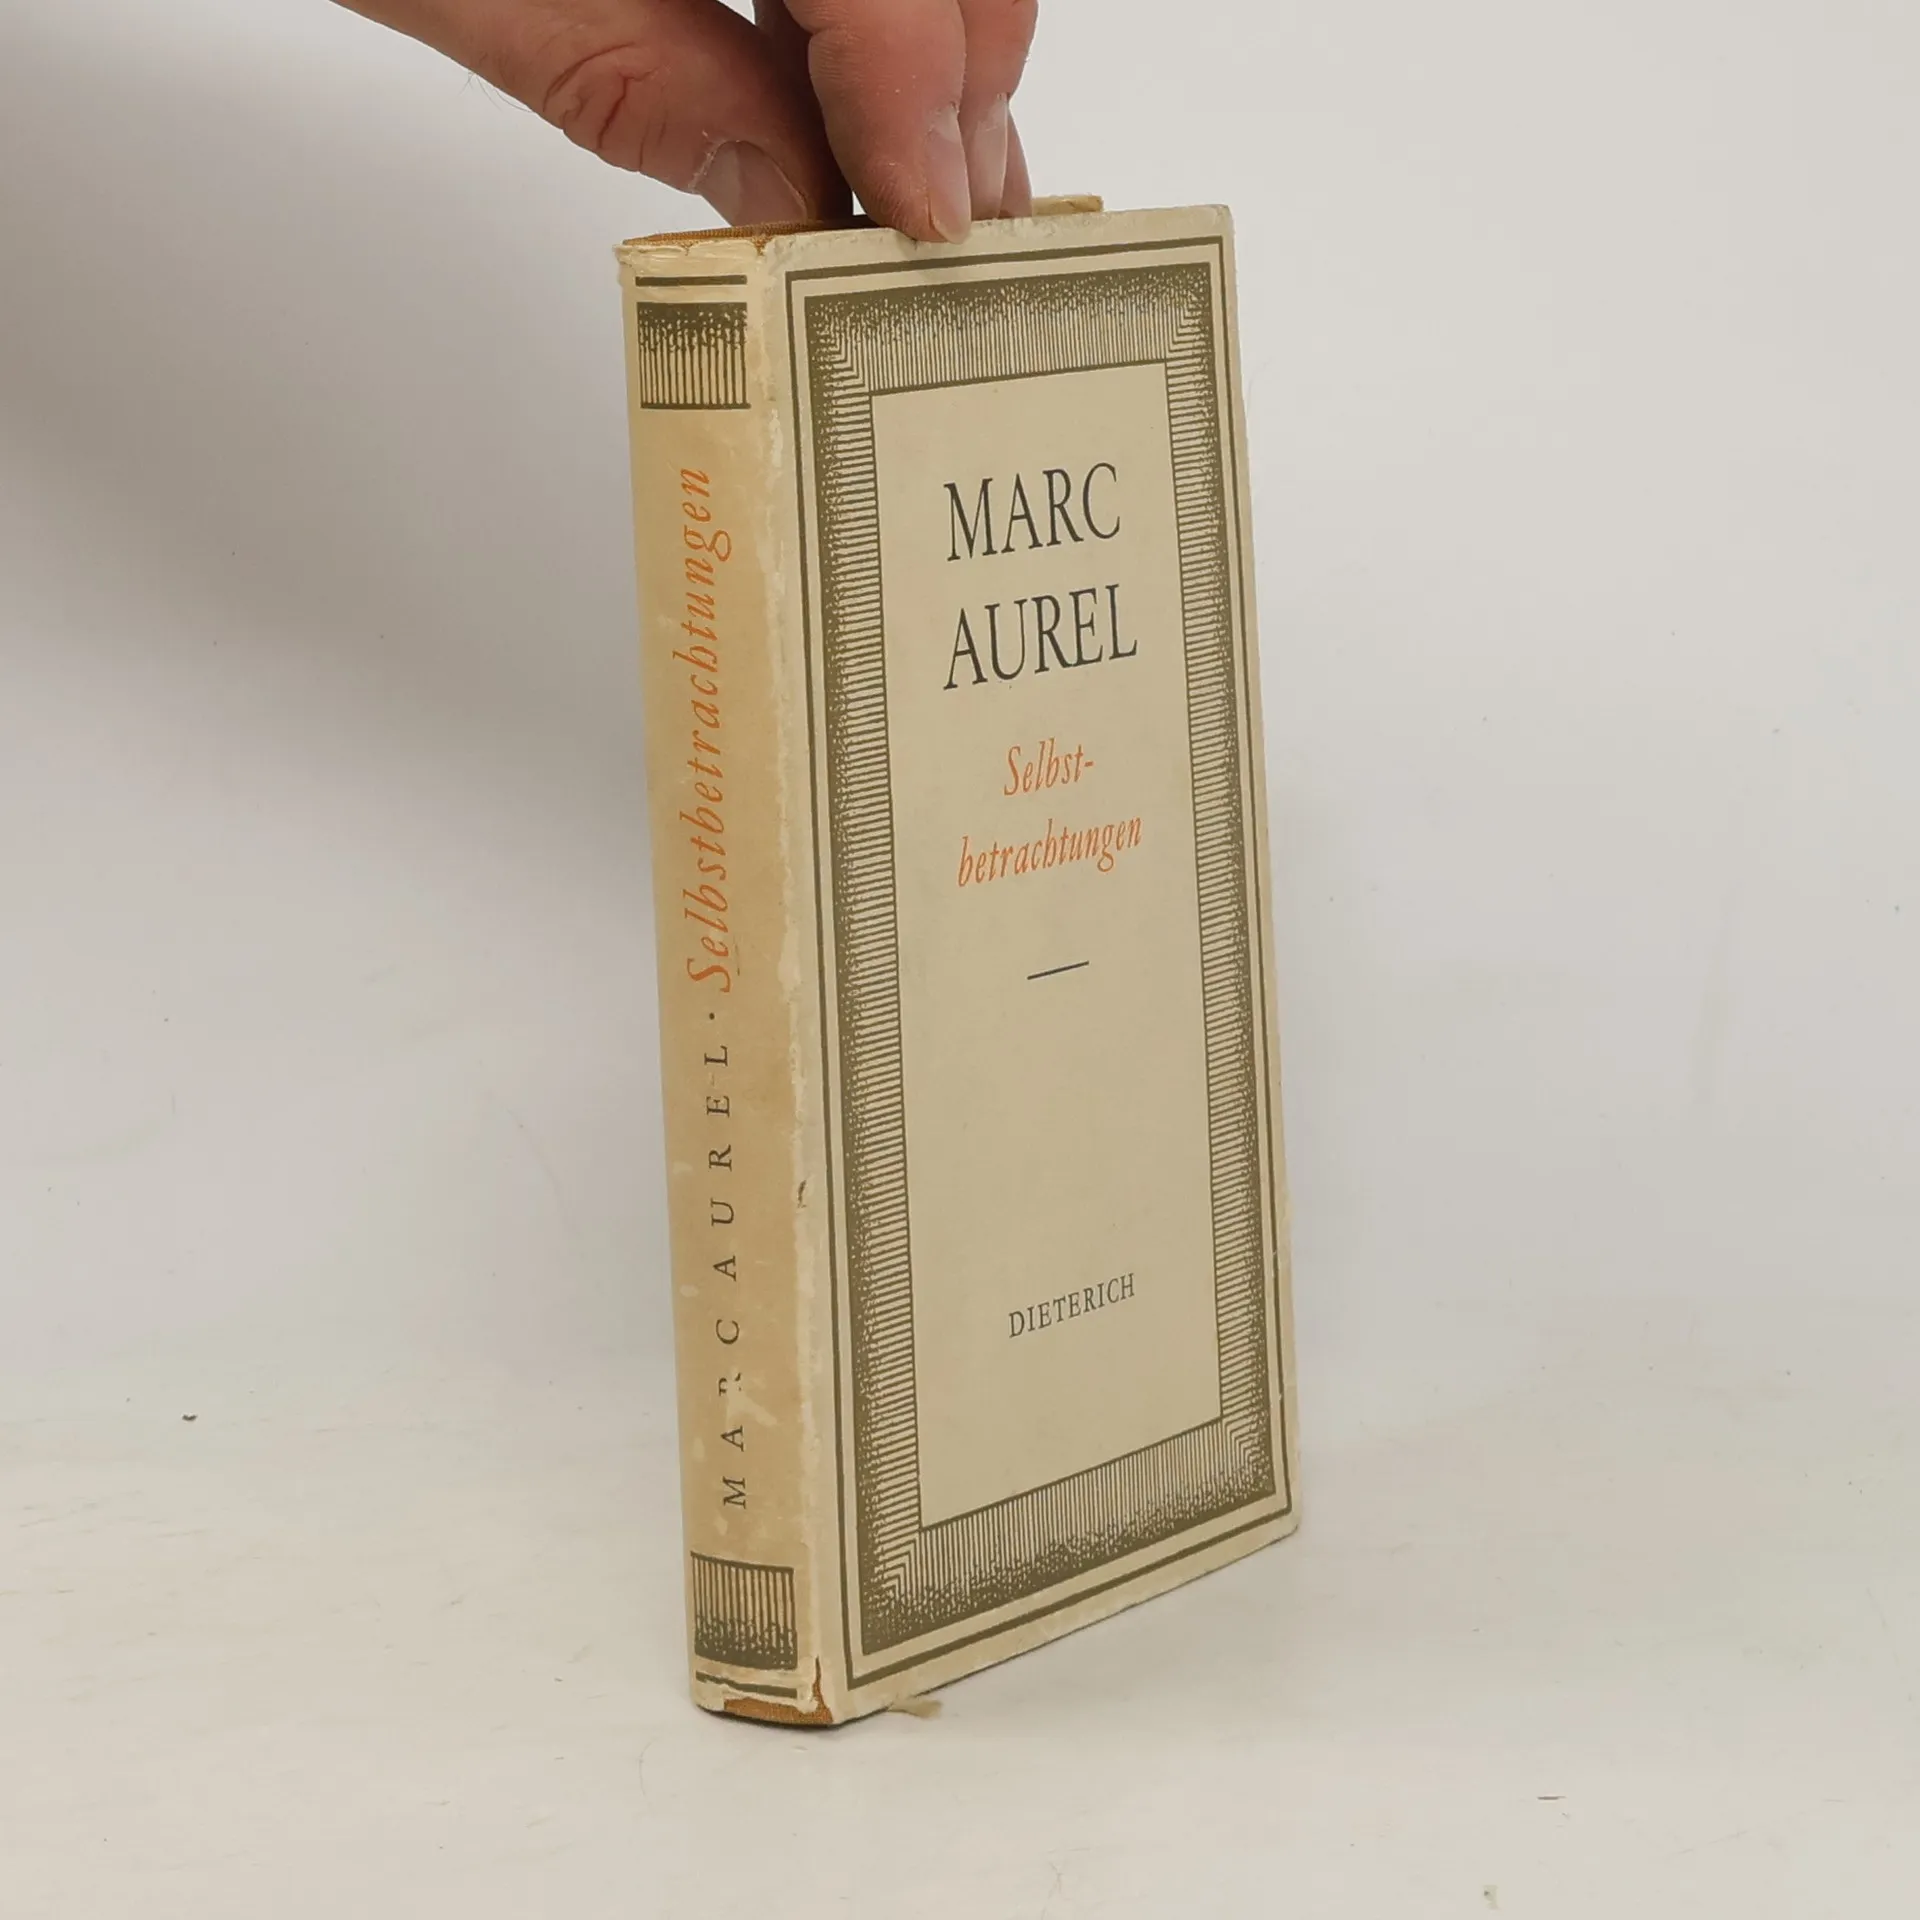 MARC AUREL · Selbstbetrachtungen
MARC
AUREL
Selbst-
betrachtungen
DIETERICH